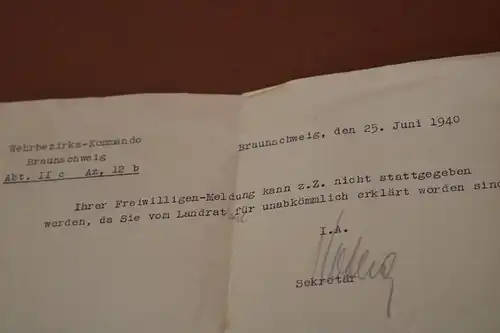 Wehrbezirks-Kommando
Braunschweig
Abt. II c   Az, 12 b
Braunschweig, den 25. Juni 1940
Ihrer Freiwilligen-Meldung kann z.Z. nicht stattgegeben
werden, da Sie vom Landrat für unabkömmlich erklärt worden sind
I.A.
Sekretär